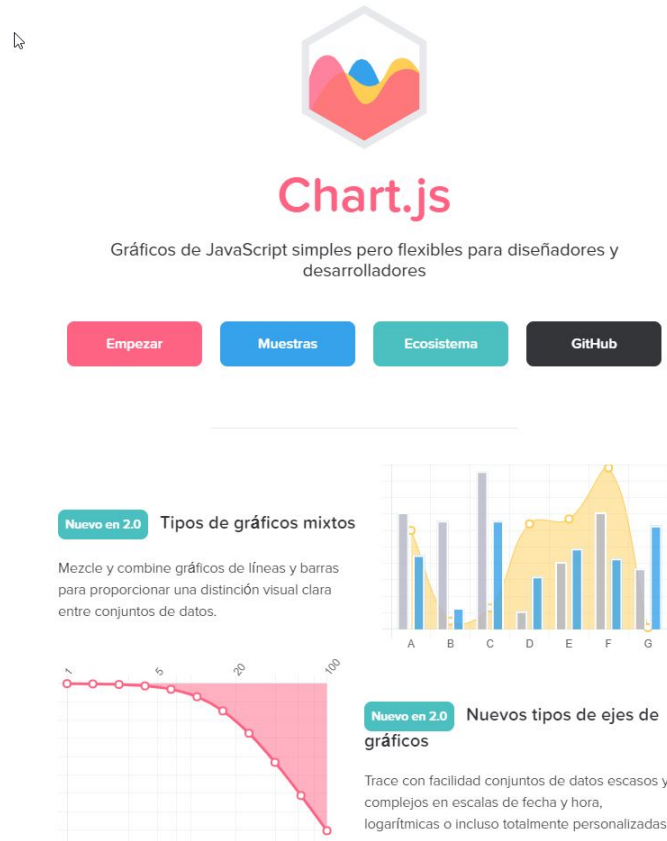 Chart.js
Gráficos de JavaScript simples pero flexibles para diseñadores y
desarrolladores
Empezar
Muestras
Ecosistema
GitHub
Nuevo en 2.0 Tipos de gráficos mixtos
Mezcle y combine gráficos de líneas y barras
para proporcionar una distinción visual clara
entre conjuntos de datos.
A B C D E F G
1 5 20 100
Nuevo en 2.0 Nuevos tipos de ejes de
gráficos
Trace con facilidad conjuntos de datos escasos y
complejos en escalas de fecha y hora,
logarítmicas o incluso totalmente personalizadas